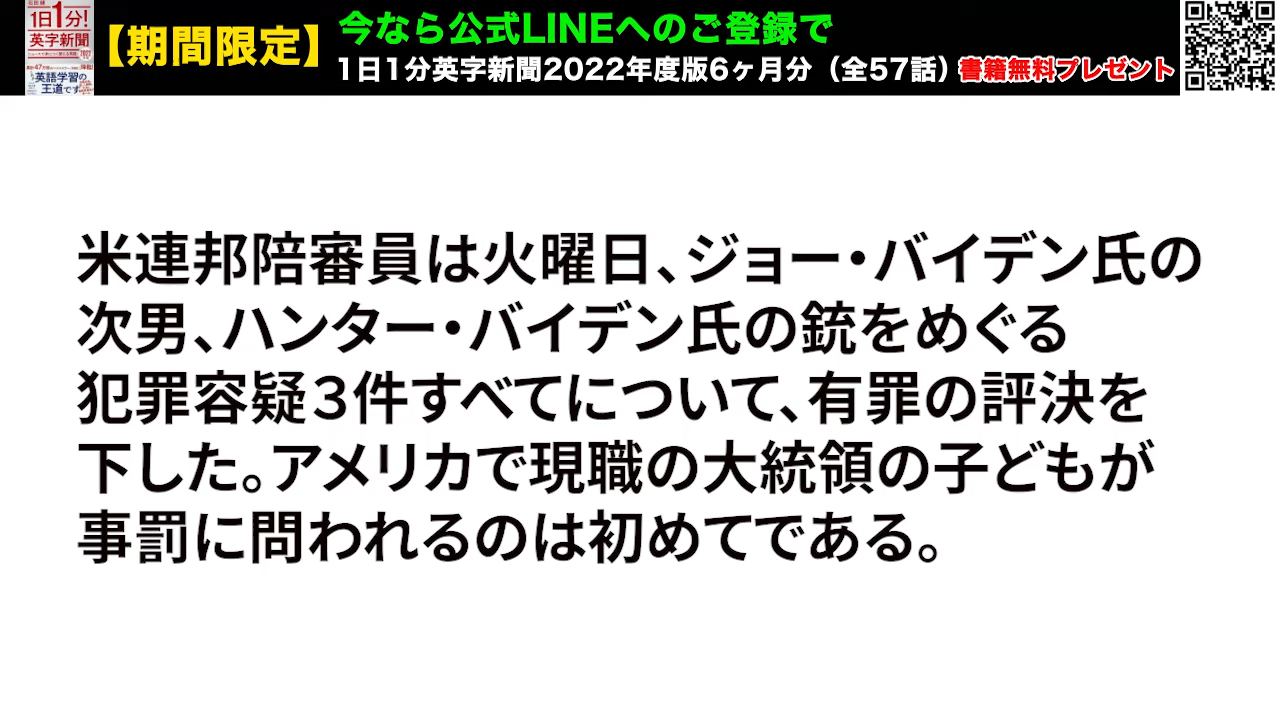 1日1分!
英字新聞
英語学習の
王道です
【期間限定】
今なら公式LINEへのご登録で
1日1分英字新聞2022年度版6ヶ月分（全57話）書籍無料プレゼント
米連邦陪審員は火曜日、ジョー・バイデン氏の
次男、ハンター・バイデン氏の銃をめぐる
犯罪容疑３件すべてについて、有罪の評決を
下した。アメリカで現職の大統領の子どもが
事罰に問われるのは初めてである。